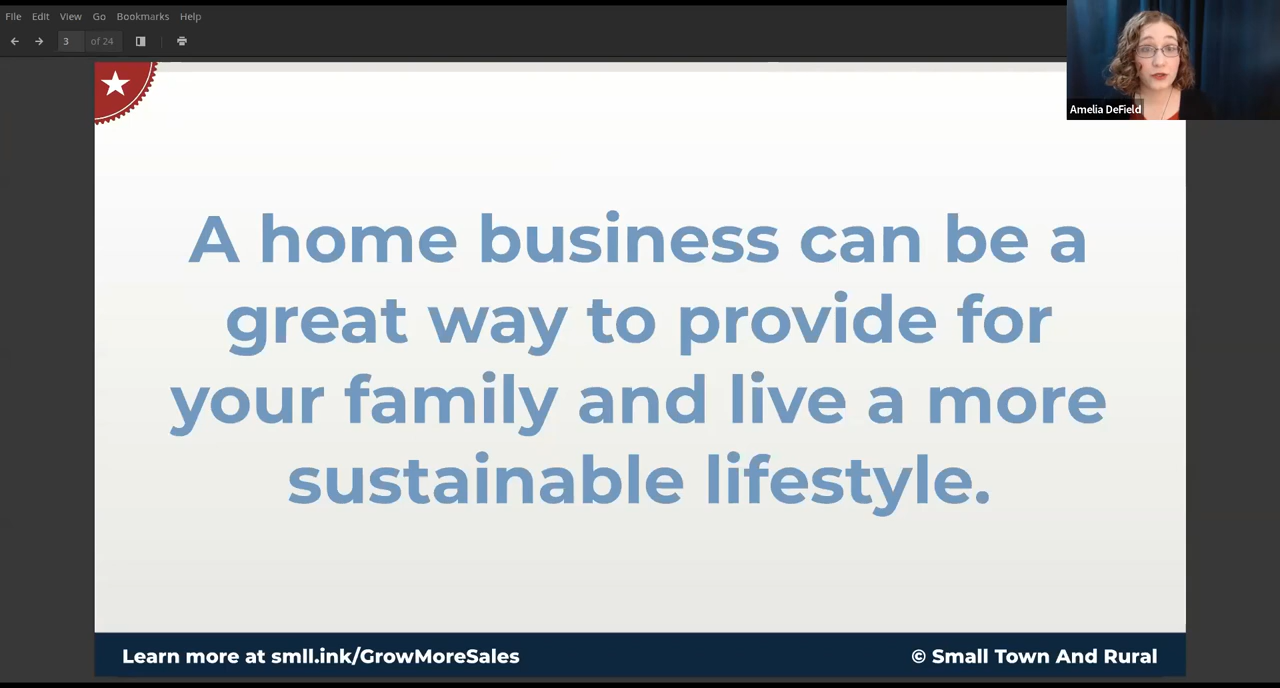 File Edit View Go Bookmarks Help
3 of 24
Amelia DeField
A home business can be a
great way to provide for
your family and live a more
sustainable lifestyle.
Learn more at smll.ink/GrowMoreSales
© Small Town And Rural